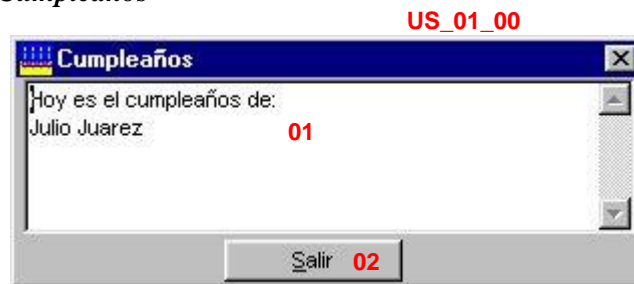 Cumpleaños
US_01_00
Cumpleaños
Hoy es el cumpleaños de:
Julio Juarez
01
Salir 02